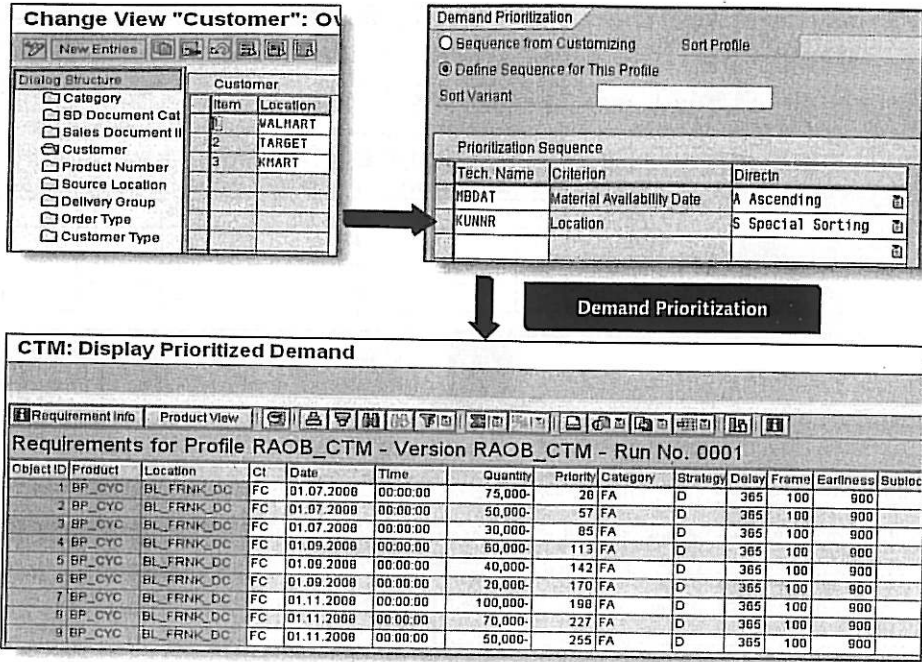 Change View "Customer": Ov
New Entries
Dialog Structure
Category
SD Document Cat
Sales Document It
Customer
Product Number
Source Location
Delivery Group
Order Type
Customer Type
Customer
Item Location
1 WALMART
2 TARGET
3 KMART
Demand Prioritization
Sequence from Customizing Sort Profile
Define Sequence for This Profile
Sort Variant
Prioritization Sequence
Tech. Name Criterion Directn
MBDAT Material Availability Date A Ascending
KUNNR Location S Special Sorting
Demand Prioritization
CTM: Display Prioritized Demand
Requirement Info Product View
Requirements for Profile RAOB_CTM - Version RAOB_CTM - Run No. 0001
Object ID Product Location Ct Date Time Quantity Priority Category Strategy Delay Frame Earliness Subloc
1 BP_CYC BL_FRNK_DC FC 01.07.2008 00:00:00 75,000- 28 FA D 365 100 900
2 BP_CYC BL_FRNK_DC FC 01.07.2008 00:00:00 50,000- 57 FA D 365 100 900
3 BP_CYC BL_FRNK_DC FC 01.07.2008 00:00:00 30,000- 85 FA D 365 100 900
4 BP_CYC BL_FRNK_DC FC 01.09.2008 00:00:00 60,000- 113 FA D 365 100 900
5 BP_CYC BL_FRNK_DC FC 01.09.2008 00:00:00 40,000- 142 FA D 365 100 900
6 BP_CYC BL_FRNK_DC FC 01.09.2008 00:00:00 20,000- 170 FA D 365 100 900
7 BP_CYC BL_FRNK_DC FC 01.11.2008 00:00:00 100,000- 198 FA D 365 100 900
8 BP_CYC BL_FRNK_DC FC 01.11.2008 00:00:00 70,000- 227 FA D 365 100 900
9 BP_CYC BL_FRNK_DC FC 01.11.2008 00:00:00 50,000- 255 FA D 365 100 900